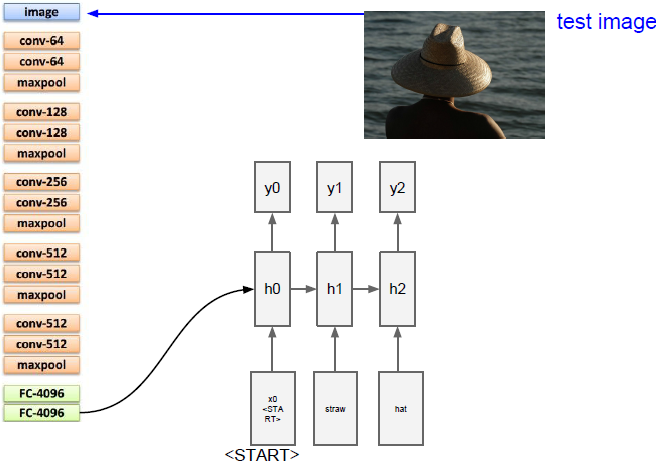 image
test image
conv-64
conv-64
maxpool
conv-128
conv-128
maxpool
conv-256
conv-256
maxpool
conv-512
conv-512
maxpool
conv-512
conv-512
maxpool
FC-4096
FC-4096
y0
y1
y2
h0
h1
h2
x0
<STA
RT>
straw
hat
<START>